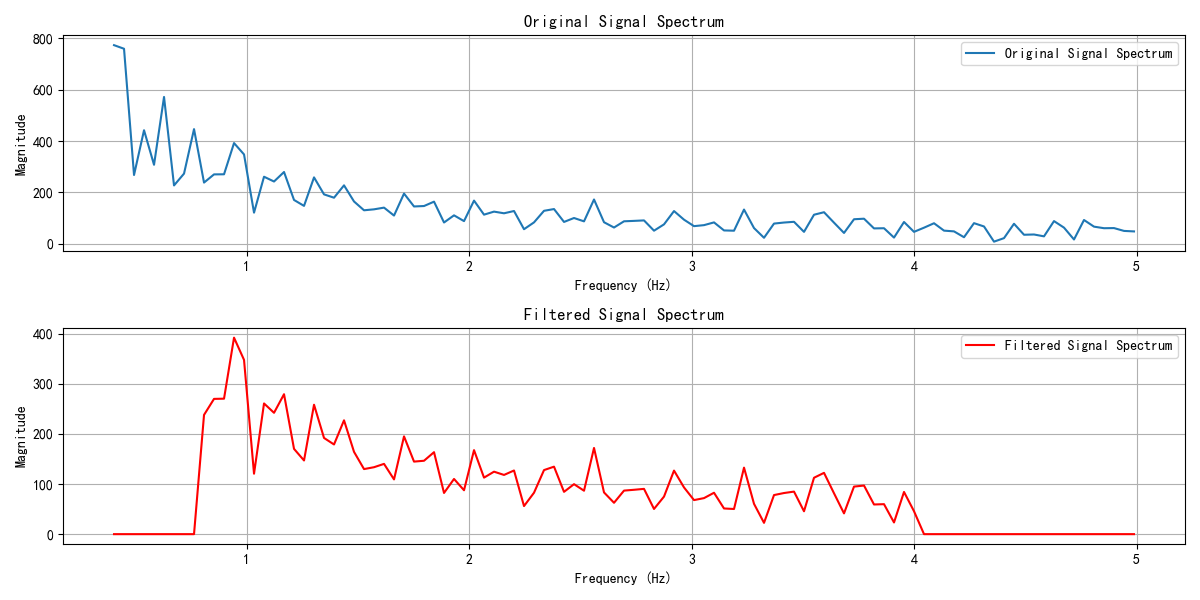 Original Signal Spectrum
800
600
400
200
0
Magnitude
Original Signal Spectrum
1
2
3
4
5
Frequency (Hz)
Filtered Signal Spectrum
400
300
200
100
0
Magnitude
Filtered Signal Spectrum
1
2
3
4
5
Frequency (Hz)